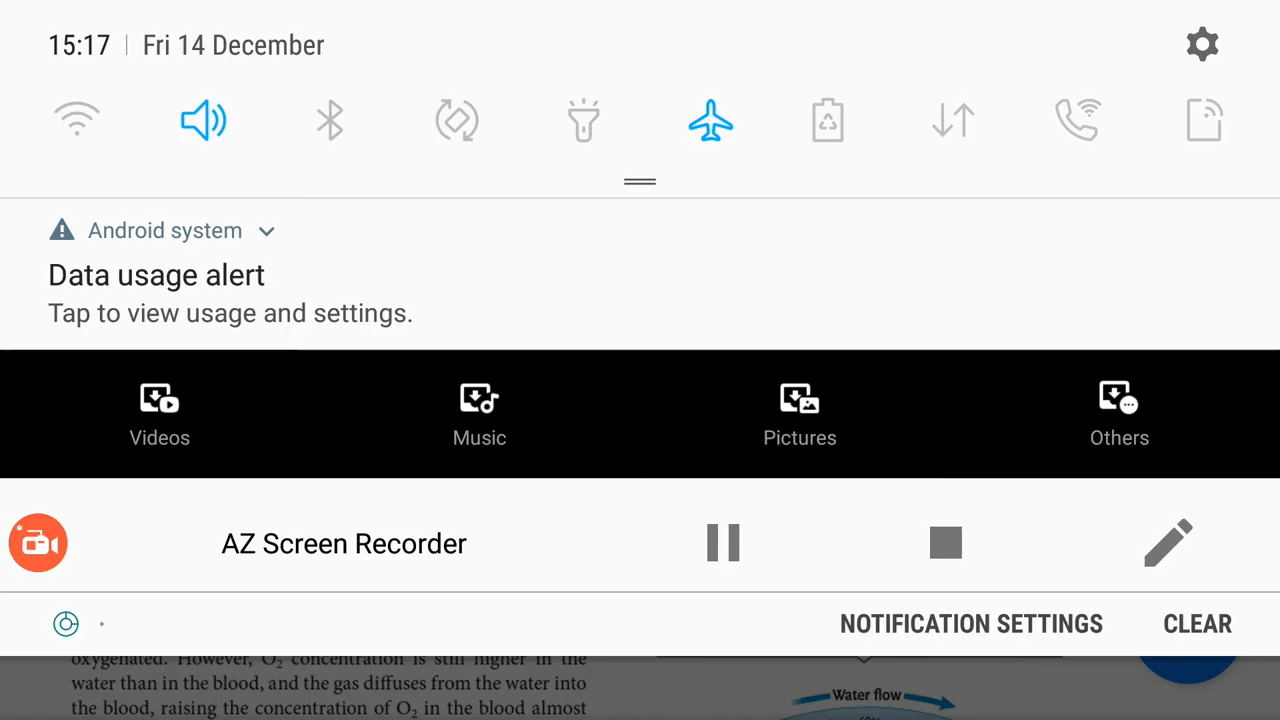 15:17 | Fri 14 December
Android system
Data usage alert
Tap to view usage and settings.
Videos Music Pictures Others
AZ Screen Recorder
NOTIFICATION SETTINGS CLEAR
oxygenated. However, O₂ concentration is still higher in the
water than in the blood, and the gas diffuses from the water into
the blood, raising the concentration of O₂ in the blood almost
Water flow